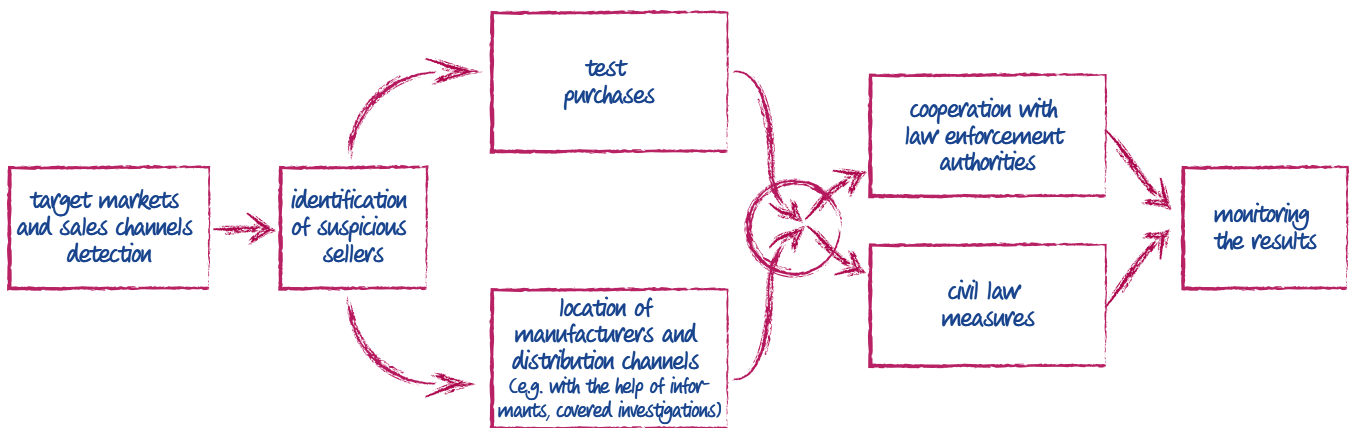 target markets
and sales channels
detection
identification
of suspicious
sellers
test
purchases
location of
manufacturers and
distribution channels
(e.g. with the help of infor-
mants, covered investigations)
cooperation with
law enforcement
authorities
civil law
measures
monitoring
the results